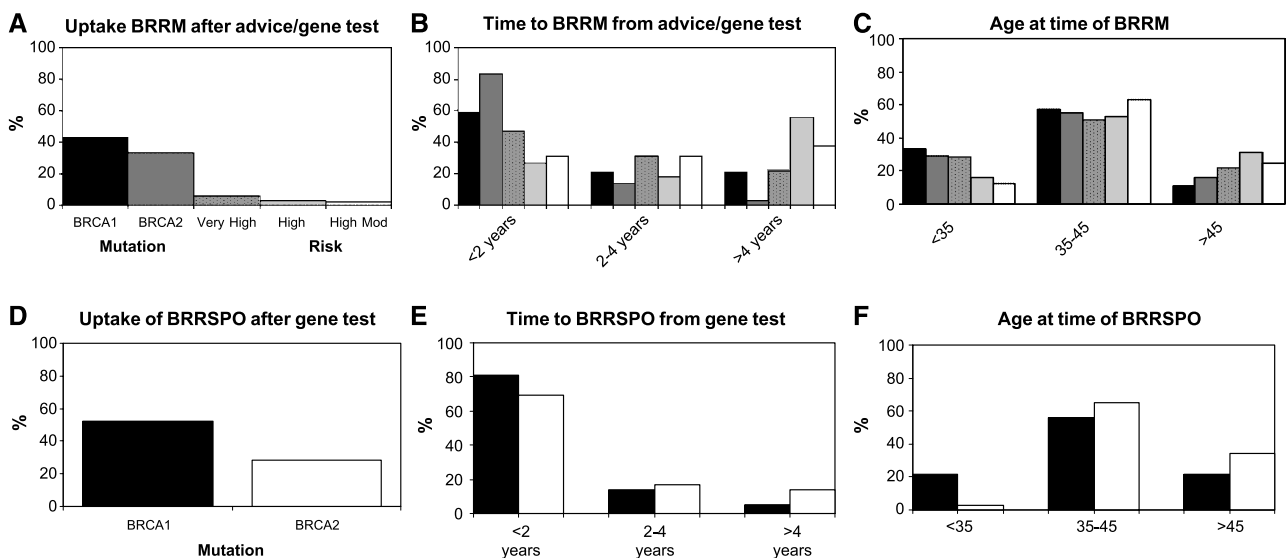 A Uptake BRRM after advice/gene test
100
80
60
40
20
0
%
BRCA1 BRCA2 Very High High High Mod
Mutation Risk
B Time to BRRM from advice/gene test
100
80
60
40
20
0
%
<2 years 2-4 years >4 years
C Age at time of BRRM
100
80
60
40
20
0
%
<35 35-45 >45
D Uptake of BRRSPO after gene test
100
80
60
40
20
0
%
BRCA1 BRCA2
Mutation
E Time to BRRSPO from gene test
100
80
60
40
20
0
%
<2 2-4 >4
years years years
F Age at time of BRRSPO
100
80
60
40
20
0
%
<35 35-45 >45